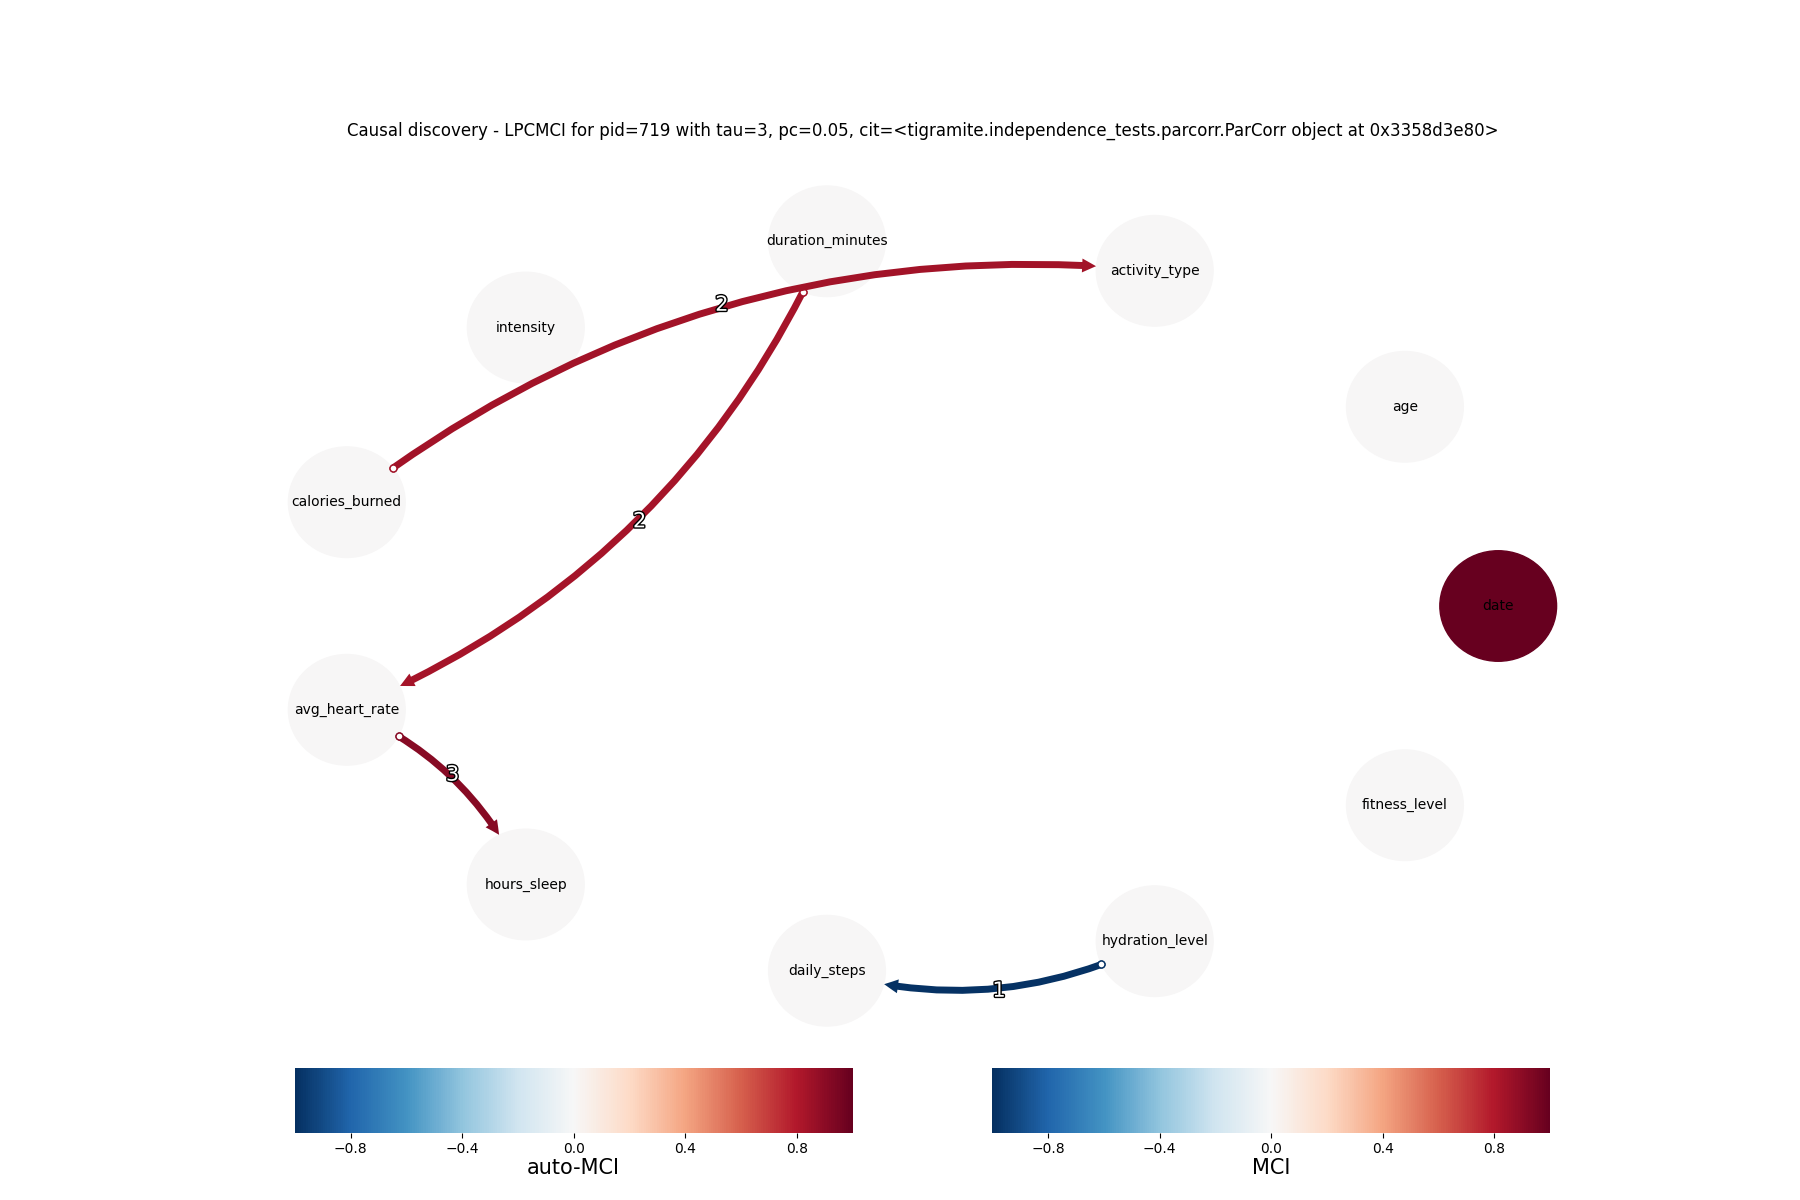 Causal discovery - LPCMCI for pid=719 with tau=3, pc=0.05, cit=<tigramite.independence_tests.parcorr.ParCorr object at 0x3358d3e80>
duration_minutes
activity_type
2
intensity
age
calories_burned
2
date
avg_heart_rate
3
fitness_level
hours_sleep
hydration_level
daily_steps
1
−0.8 −0.4 0.0 0.4 0.8
auto-MCI
−0.8 −0.4 0.0 0.4 0.8
MCI